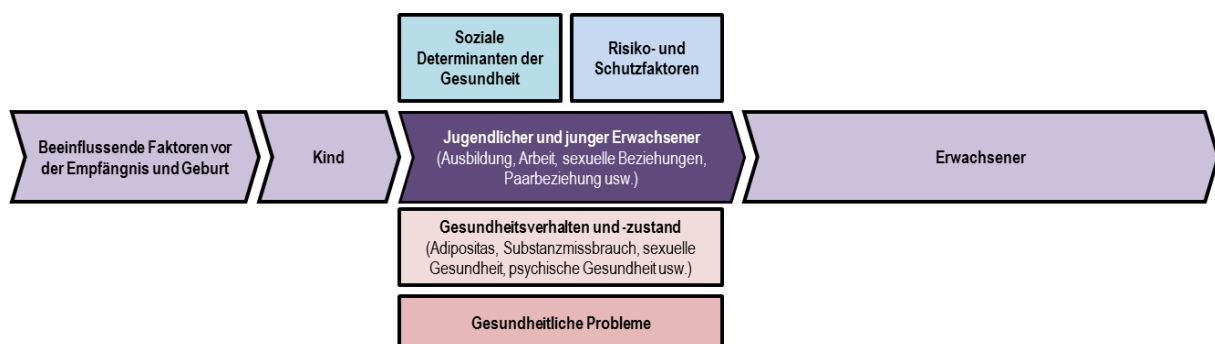 Soziale
Determinanten der
Gesundheit
Risiko- und
Schutzfaktoren
Beeinflussende Faktoren vor
der Empfängnis und Geburt
Kind
Jugendlicher und junger Erwachsener
(Ausbildung, Arbeit, sexuelle Beziehungen,
Paarbeziehung usw.)
Erwachsener
Gesundheitsverhalten und -zustand
(Adipositas, Substanzmissbrauch, sexuelle
Gesundheit, psychische Gesundheit usw.)
Gesundheitliche Probleme